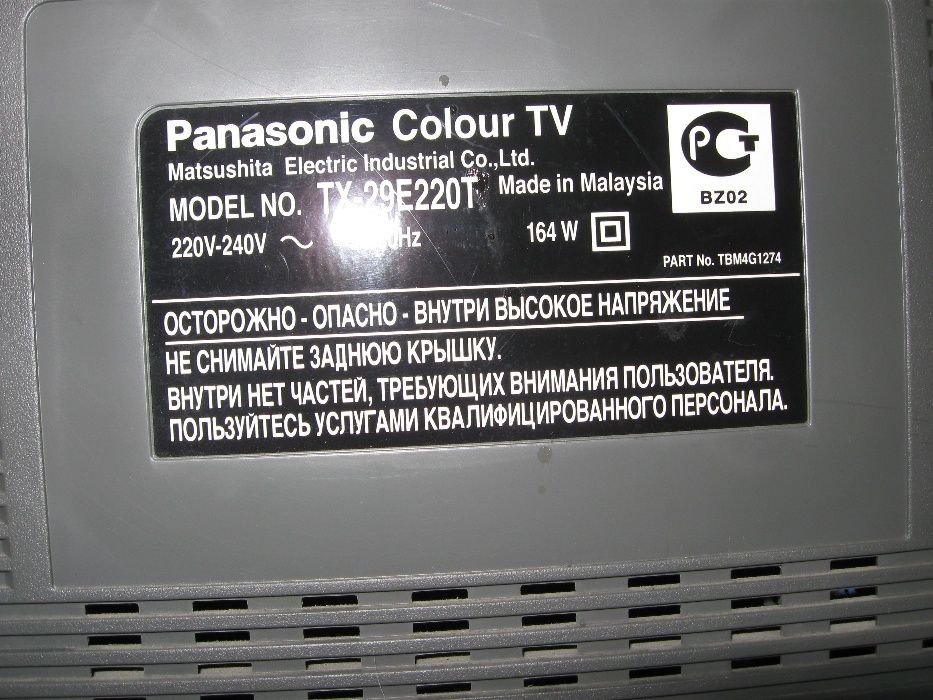 Panasonic Colour TV
Matsushita Electric Industrial Co.,Ltd.
MODEL NO. TX-29E220T Made in Malaysia
220V-240V ~ 164 W
РСТ
BZ02
PART No. TBM4G1274
ОСТОРОЖНО - ОПАСНО - ВНУТРИ ВЫСОКОЕ НАПРЯЖЕНИЕ
НЕ СНИМАЙТЕ ЗАДНЮЮ КРЫШКУ.
ВНУТРИ НЕТ ЧАСТЕЙ, ТРЕБУЮЩИХ ВНИМАНИЯ ПОЛЬЗОВАТЕЛЯ.
ПОЛЬЗУЙТЕСЬ УСЛУГАМИ КВАЛИФИЦИРОВАННОГО ПЕРСОНАЛА.